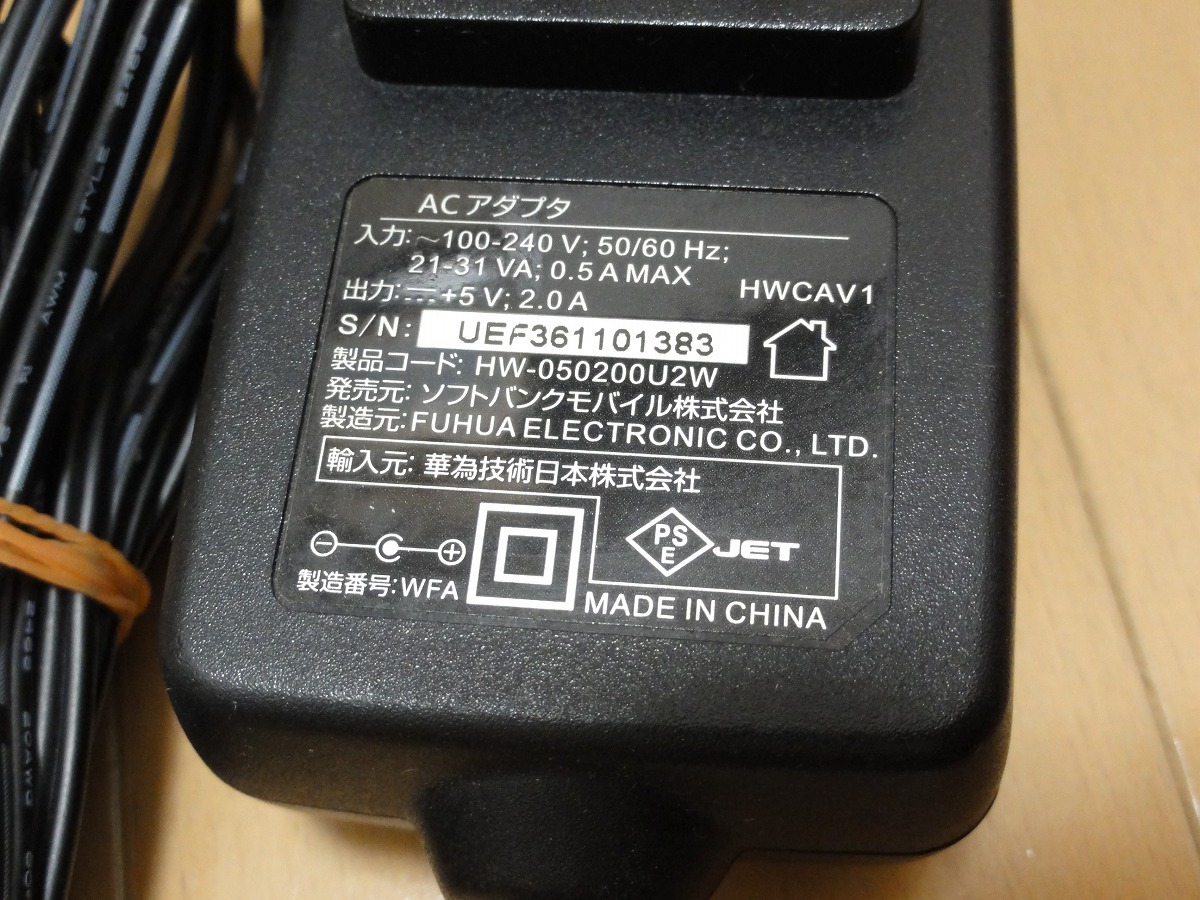 ACアダプタ
入力:~100-240 V; 50/60 Hz;
21-31 VA; 0.5 A MAX
HWCAV1
出力:⎓+5 V; 2.0 A
S/N: UEF361101383
製品コード: HW-050200U2W
発売元: ソフトバンクモバイル株式会社
製造元: FUHUA ELECTRONIC CO., LTD.
輸入元: 華為技術日本株式会社
PS
E
JET
製造番号: WFA
MADE IN CHINA
STYLE
AWM